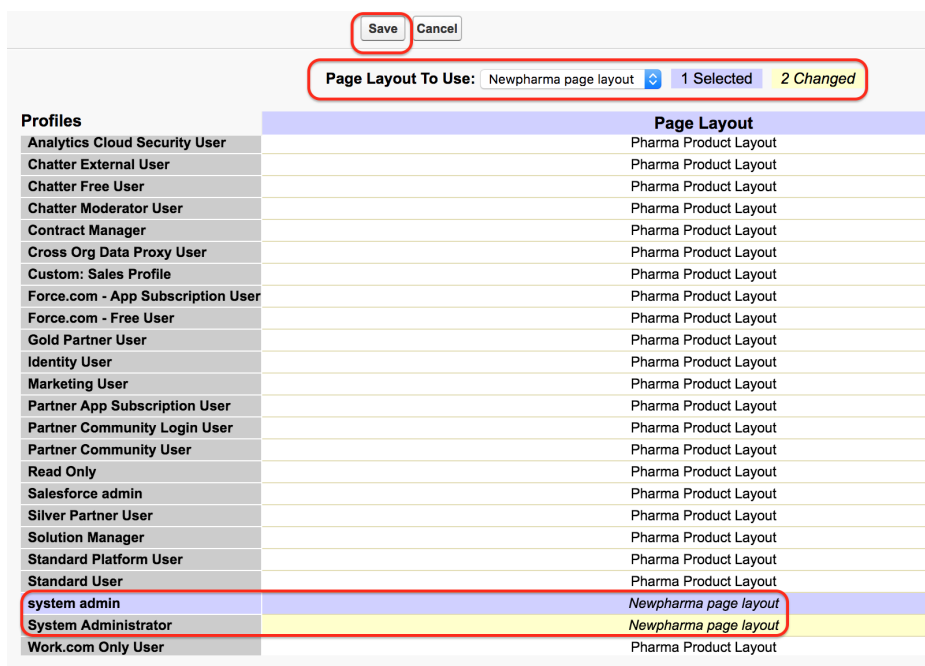 Save Cancel
Page Layout To Use: Newpharma page layout 1 Selected 2 Changed
Profiles Page Layout
Analytics Cloud Security User Pharma Product Layout
Chatter External User Pharma Product Layout
Chatter Free User Pharma Product Layout
Chatter Moderator User Pharma Product Layout
Contract Manager Pharma Product Layout
Cross Org Data Proxy User Pharma Product Layout
Custom: Sales Profile Pharma Product Layout
Force.com - App Subscription User Pharma Product Layout
Force.com - Free User Pharma Product Layout
Gold Partner User Pharma Product Layout
Identity User Pharma Product Layout
Marketing User Pharma Product Layout
Partner App Subscription User Pharma Product Layout
Partner Community Login User Pharma Product Layout
Partner Community User Pharma Product Layout
Read Only Pharma Product Layout
Salesforce admin Pharma Product Layout
Silver Partner User Pharma Product Layout
Solution Manager Pharma Product Layout
Standard Platform User Pharma Product Layout
Standard User Pharma Product Layout
system admin Newpharma page layout
System Administrator Newpharma page layout
Work.com Only User Pharma Product Layout